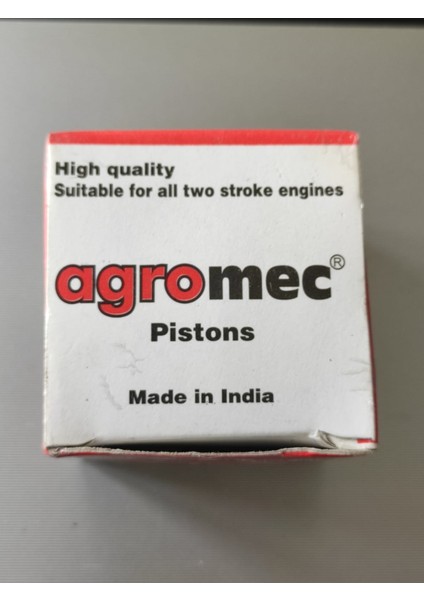 High quality
Suitable for all two stroke engines
agromec®
Pistons
Made in India